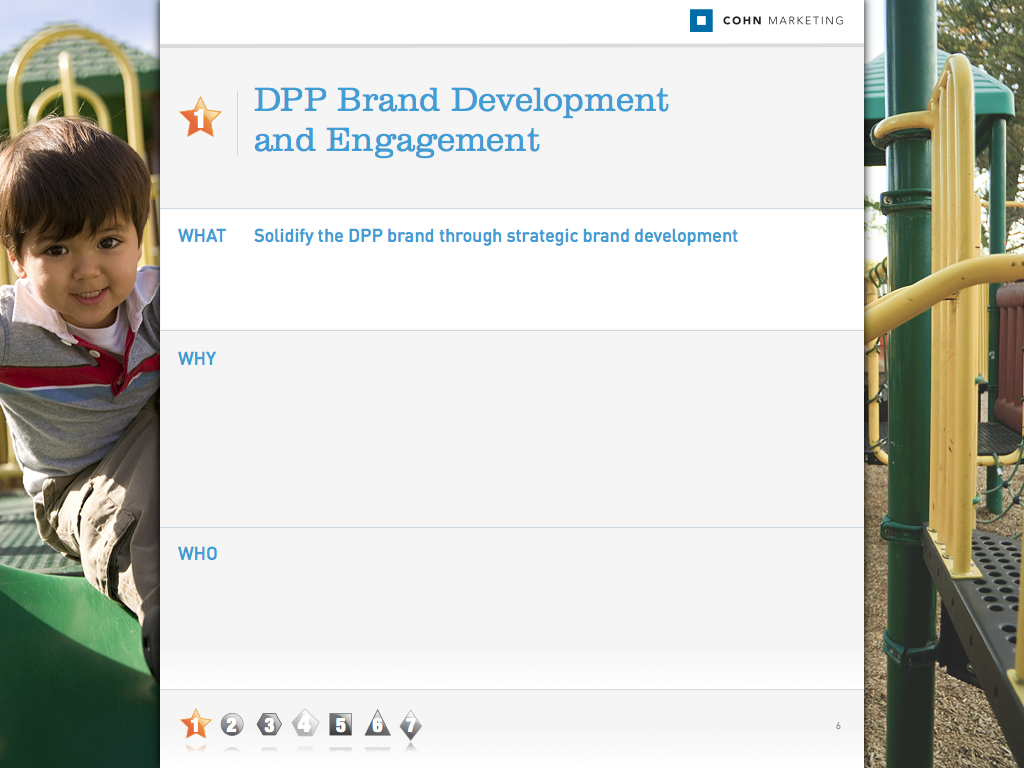 COHN MARKETING
1
DPP Brand Development
and Engagement
WHAT Solidify the DPP brand through strategic brand development
WHY
WHO
1 2 3 4 5 6 7
6